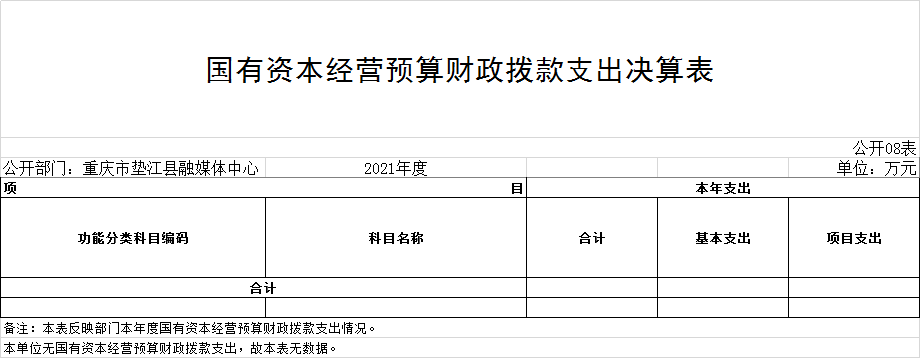 国有资本经营预算财政拨款支出决算表
公开08表
公开部门：重庆市垫江县融媒体中心 2021年度 单位：万元
项 目 本年支出
功能分类科目编码 科目名称 合计 基本支出 项目支出
合计
备注：本表反映部门本年度国有资本经营预算财政拨款支出情况。
本单位无国有资本经营预算财政拨款支出，故本表无数据。